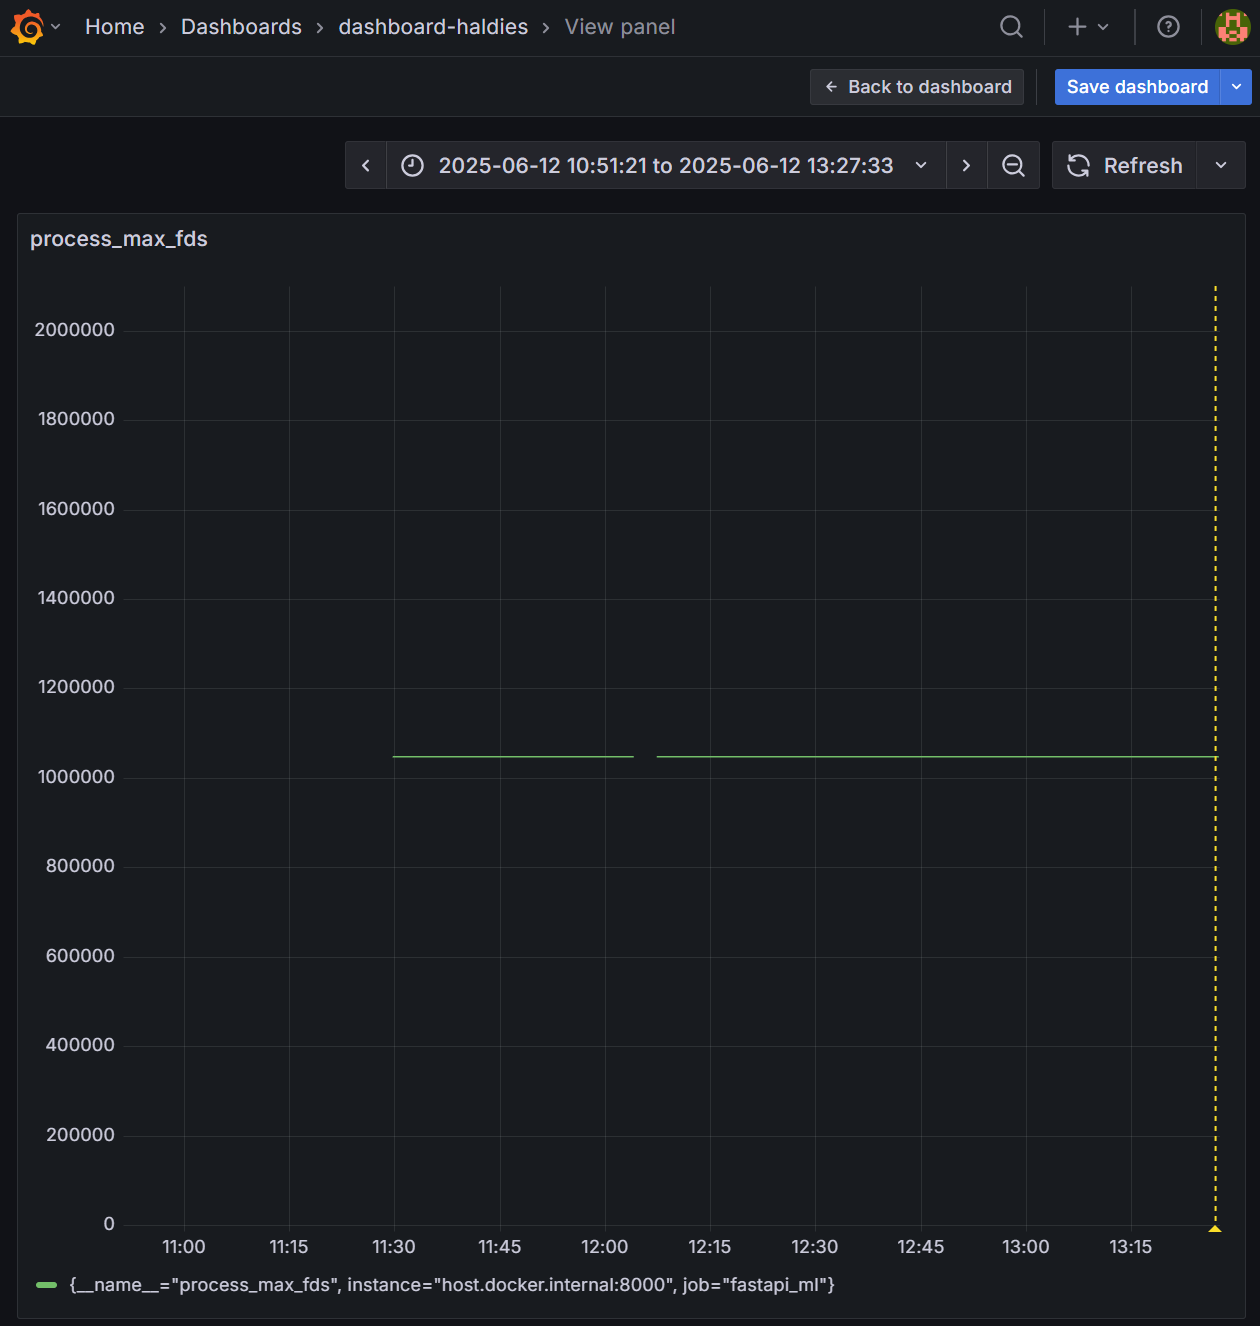 Home › Dashboards › dashboard-haldies › View panel
Back to dashboard
Save dashboard
2025-06-12 10:51:21 to 2025-06-12 13:27:33
Refresh
process_max_fds
2000000
1800000
1600000
1400000
1200000
1000000
800000
600000
400000
200000
0
11:00 11:15 11:30 11:45 12:00 12:15 12:30 12:45 13:00 13:15
{__name__="process_max_fds", instance="host.docker.internal:8000", job="fastapi_ml"}